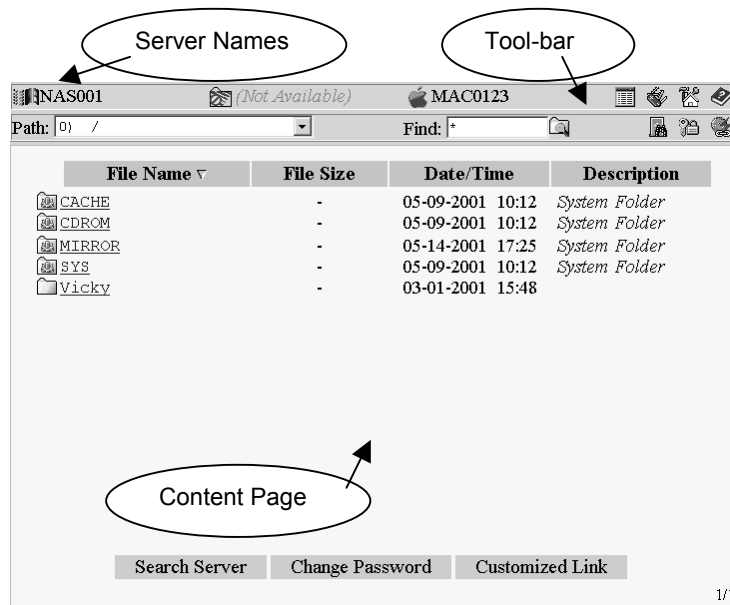 Server Names
Tool-bar
NAS001 (Not Available) MAC0123
Path: 0) / Find: *
File Name File Size Date/Time Description
CACHE - 05-09-2001 10:12 System Folder
CDROM - 05-09-2001 10:12 System Folder
MIRROR - 05-14-2001 17:25 System Folder
SYS - 05-09-2001 10:12 System Folder
Vicky - 03-01-2001 15:48
Content Page
Search Server Change Password Customized Link